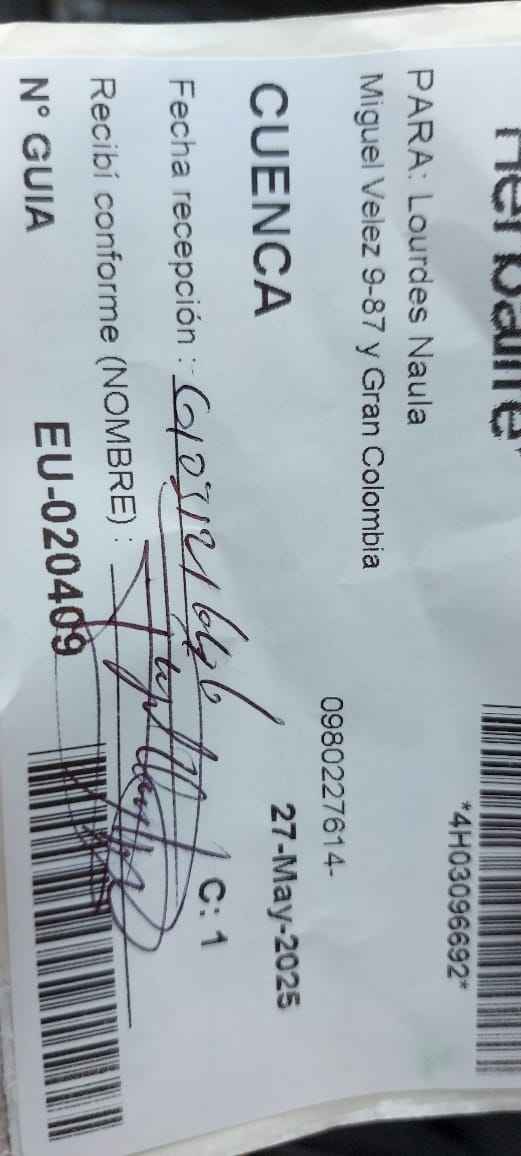 Herbalife
*4H03096692*
PARA: Lourdes Naula
Miguel Velez 9-87 y Gran Colombia
0980227614-
CUENCA
27-May-2025
Fecha recepción :
C: 1
Recibí conforme (NOMBRE) :
N° GUIA
EU-020409